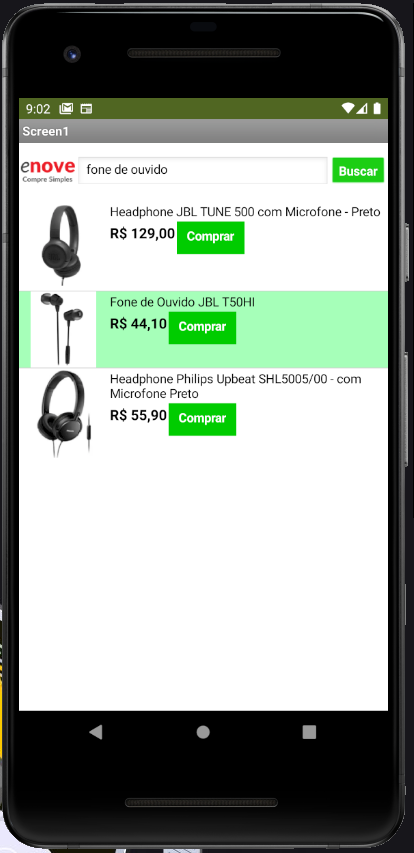 9:02
Screen1
enove
Compre Simples
fone de ouvido
Buscar
Headphone JBL TUNE 500 com Microfone - Preto
R$ 129,00
Comprar
Fone de Ouvido JBL T50HI
R$ 44,10
Comprar
Headphone Philips Upbeat SHL5005/00 - com
Microfone Preto
R$ 55,90
Comprar